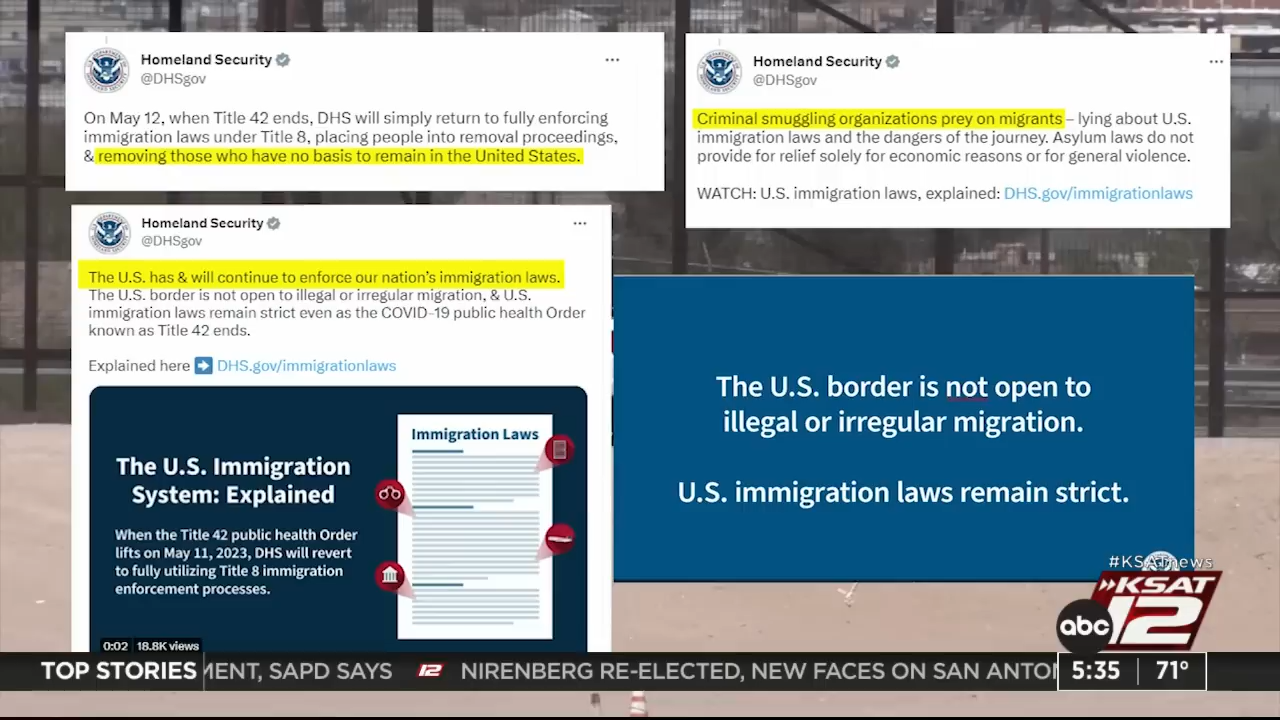 Homeland Security
@DHSgov
On May 12, when Title 42 ends, DHS will simply return to fully enforcing
immigration laws under Title 8, placing people into removal proceedings,
& removing those who have no basis to remain in the United States.
Homeland Security
@DHSgov
Criminal smuggling organizations prey on migrants – lying about U.S.
immigration laws and the dangers of the journey. Asylum laws do not
provide for relief solely for economic reasons or for general violence.
WATCH: U.S. immigration laws, explained: DHS.gov/immigrationlaws
Homeland Security
@DHSgov
The U.S. has & will continue to enforce our nation's immigration laws.
The U.S. border is not open to illegal or irregular migration, & U.S.
immigration laws remain strict even as the COVID-19 public health Order
known as Title 42 ends.
Explained here ➡ DHS.gov/immigrationlaws
The U.S. Immigration
System: Explained
When the Title 42 public health Order
lifts on May 11, 2023, DHS will revert
to fully utilizing Title 8 immigration
enforcement processes.
Immigration Laws
0:02 18.8K views
The U.S. border is not open to
illegal or irregular migration.
U.S. immigration laws remain strict.
#KSATnews
KSAT
abc 12
TOP STORIES MENT, SAPD SAYS 12 NIRENBERG RE-ELECTED, NEW FACES ON SAN ANTON 5:35 71°